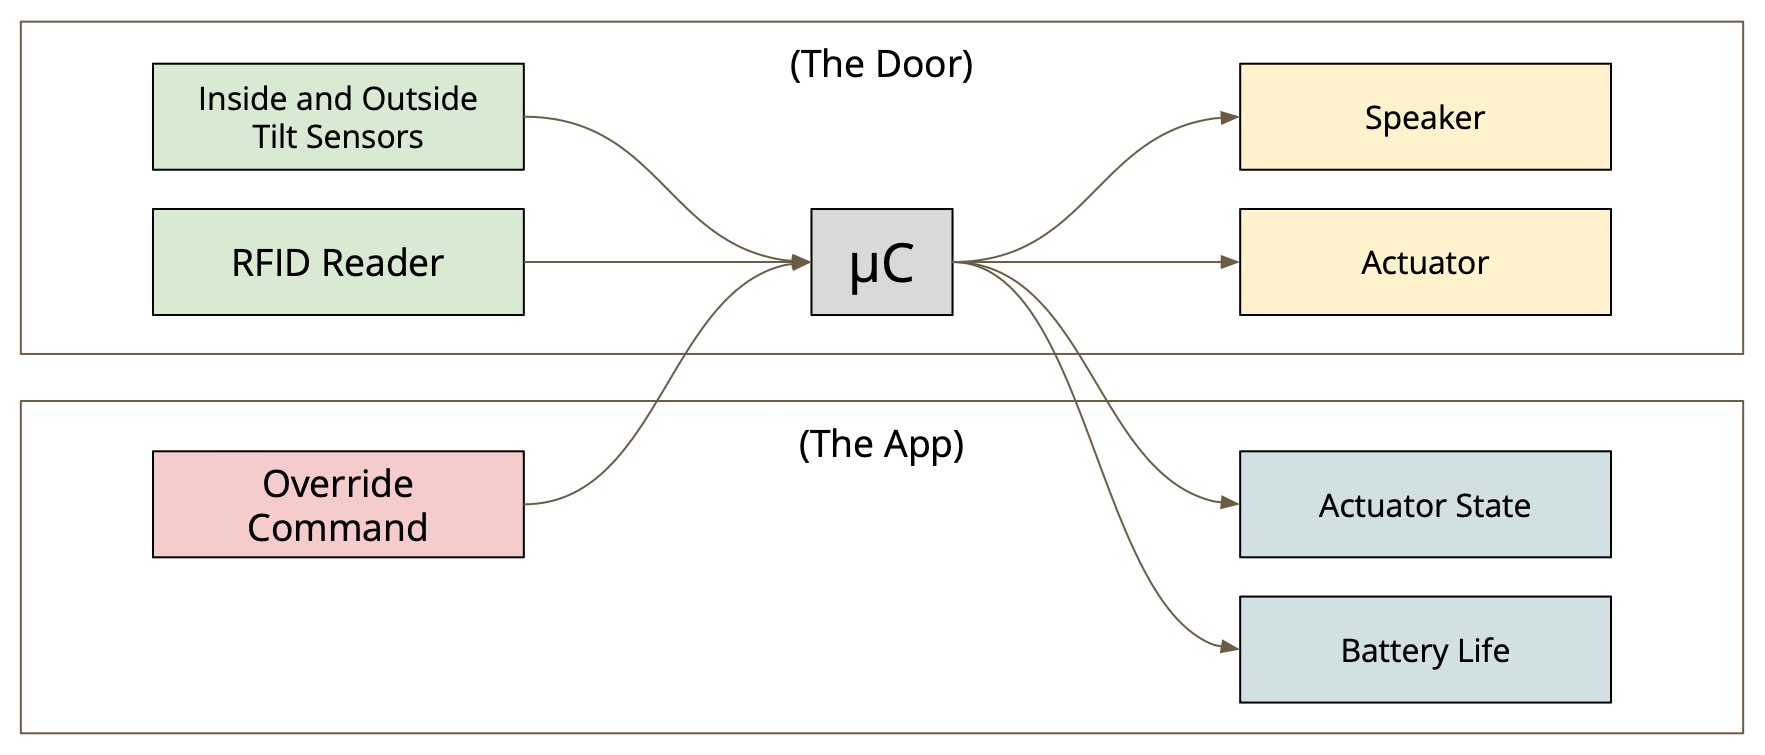 (The Door)
Inside and Outside
Tilt Sensors
Speaker
RFID Reader
µC
Actuator
(The App)
Override
Command
Actuator State
Battery Life